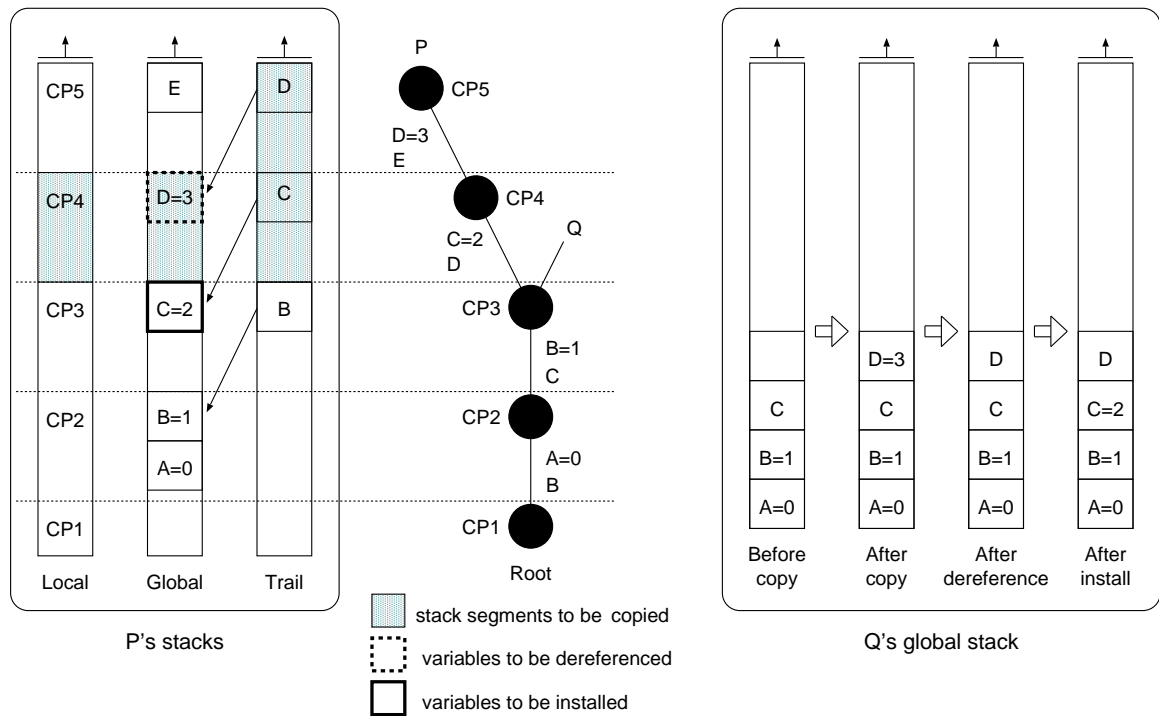 CP5
E
D
CP4
D=3
C
CP3
C=2
B
CP2
B=1
A=0
CP1
Local
Global
Trail
P's stacks
P
CP5
D=3
E
CP4
C=2
D
Q
CP3
B=1
C
CP2
A=0
B
CP1
Root
stack segments to be copied
variables to be dereferenced
variables to be installed
C
B=1
A=0
Before
copy
D=3
C
B=1
A=0
After
copy
D
C
B=1
A=0
After
dereference
D
C=2
B=1
A=0
After
install
Q's global stack